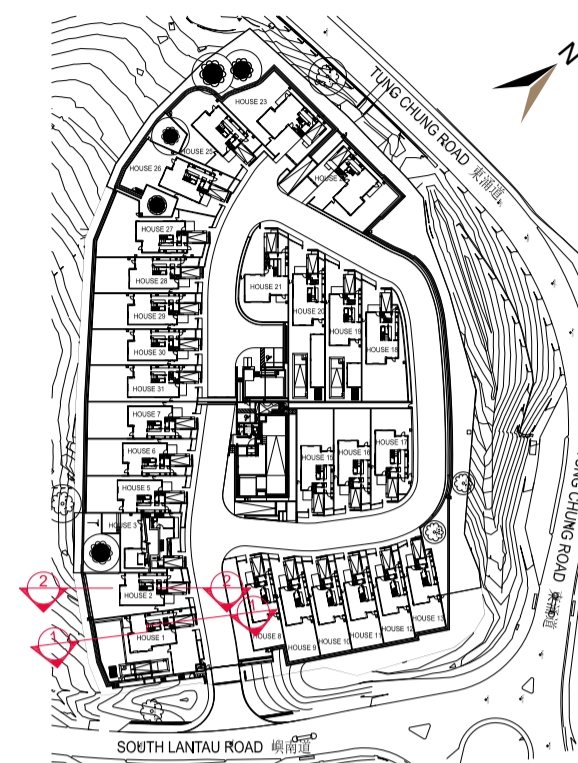 N
TUNG CHUNG ROAD 東涌道
HOUSE 23
HOUSE 25
HOUSE 26
HOUSE 27
HOUSE 28
HOUSE 29
HOUSE 30
HOUSE 31
HOUSE 7
HOUSE 6
HOUSE 5
HOUSE 3
HOUSE 2
HOUSE 1
HOUSE 21
HOUSE 20
HOUSE 19
HOUSE 18
HOUSE 15
HOUSE 16
HOUSE 17
HOUSE 8
HOUSE 9
HOUSE 10
HOUSE 11
HOUSE 12
HOUSE 13
2
2
1
1
TUNG CHUNG ROAD 東涌道
SOUTH LANTAU ROAD 嶼南道